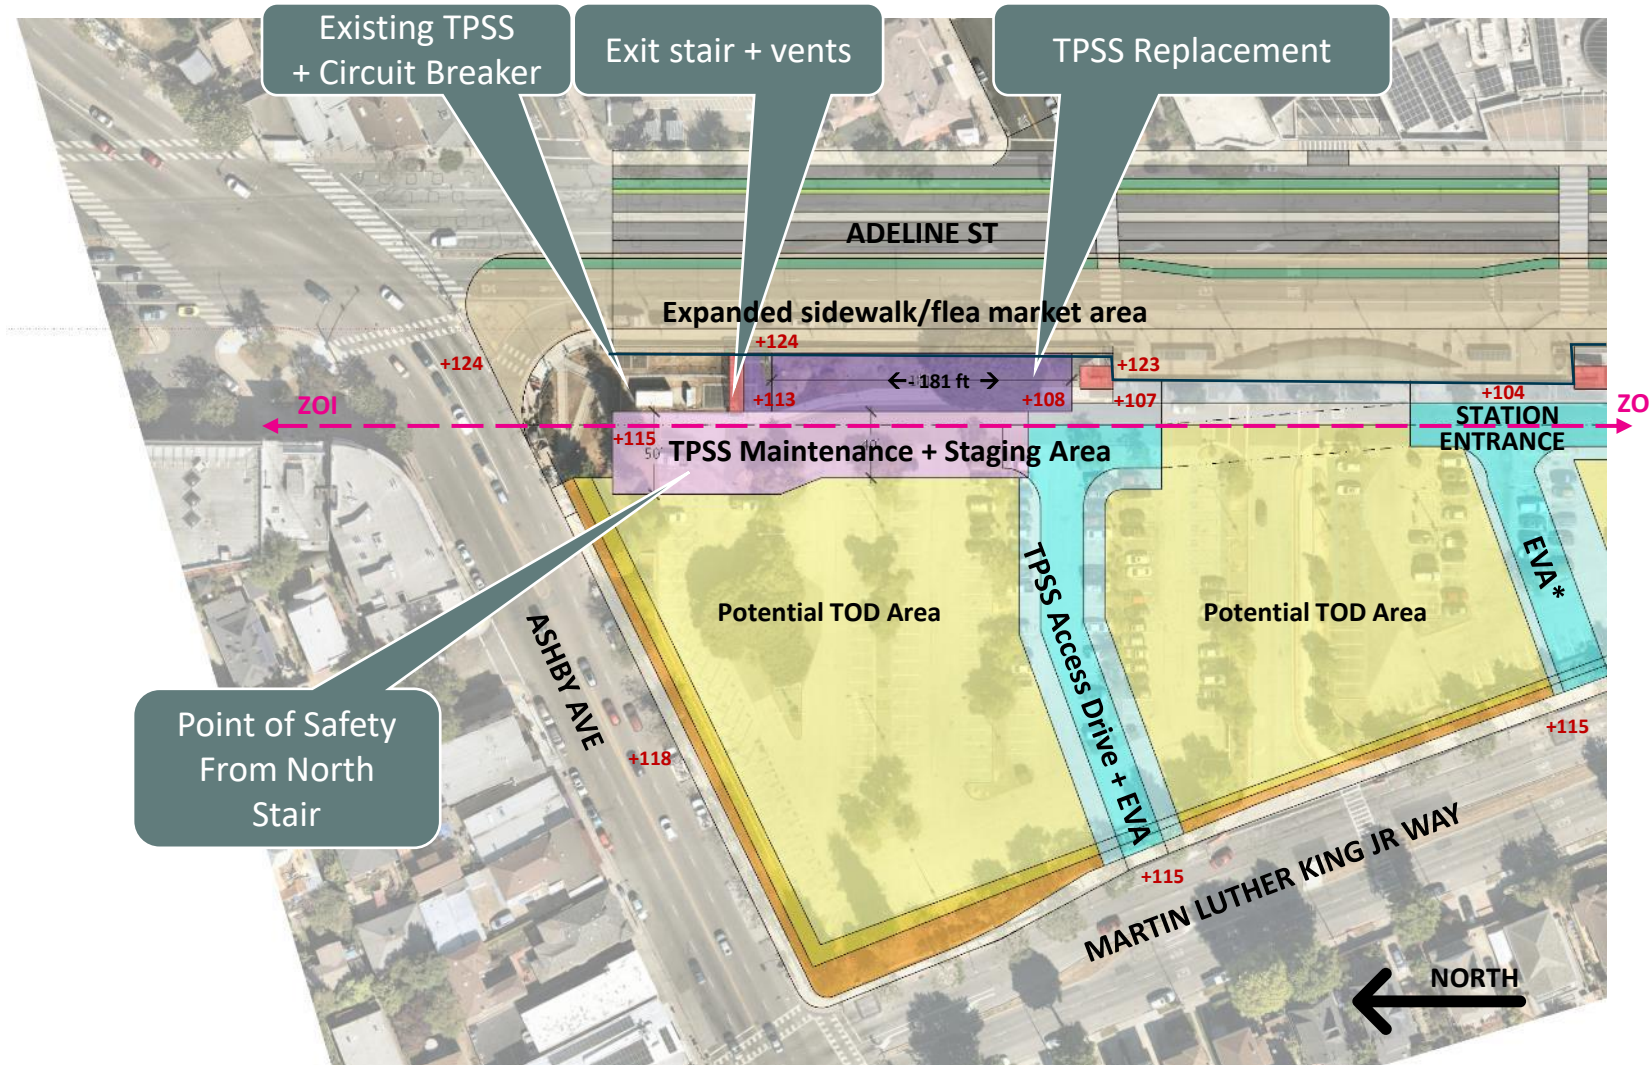 Existing TPSS
+ Circuit Breaker
Exit stair + vents
TPSS Replacement
ADELINE ST
Expanded sidewalk/flea market area
+124
+124
+123
181 ft
+113
+108
+107
+104
ZOI
ZO
STATION
ENTRANCE
+115
TPSS Maintenance + Staging Area
50'
Potential TOD Area
TPSS Access Drive + EVA
Potential TOD Area
EVA*
ASHBY AVE
Point of Safety
From North
Stair
+118
+115
+115
MARTIN LUTHER KING JR WAY
NORTH